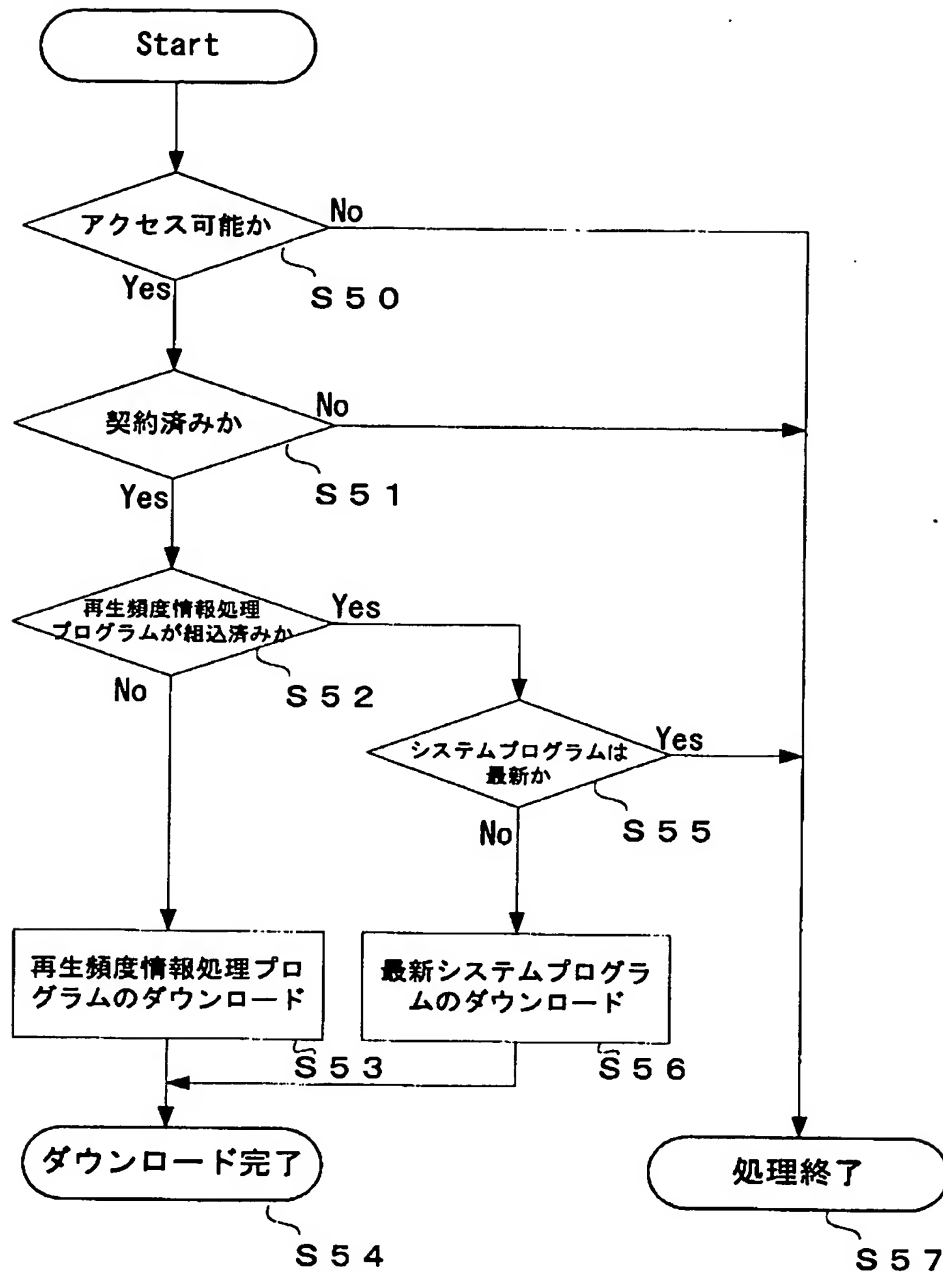 Start
アクセス可能か
No
Yes
S50
契約済みか
No
Yes
S51
再生頻度情報処理
プログラムが組込済みか
Yes
No
S52
システムプログラムは
最新か
Yes
No
S55
再生頻度情報処理プロ
グラムのダウンロード
S53
最新システムプログラ
ムのダウンロード
S56
ダウンロード完了
S54
処理終了
S57